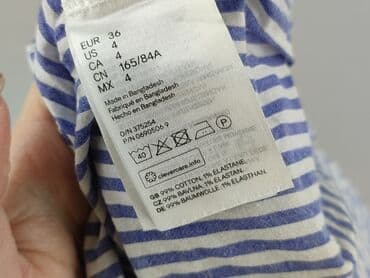 EUR 36
US 4
CA 4
CN 165/84A
MX 4
Made in Bangladesh
Fabriqué en Bangladesh
Hecho en Bangladesh
D/N 375254
P/N 0690506 9
40
P
clevercare.info
GB 99% COTTON, 1% ELASTANE.
CZ 99% BAVLNA, 1% ELASTAN.
DE 99% BAUMWOLLE 1% ELASTHAN